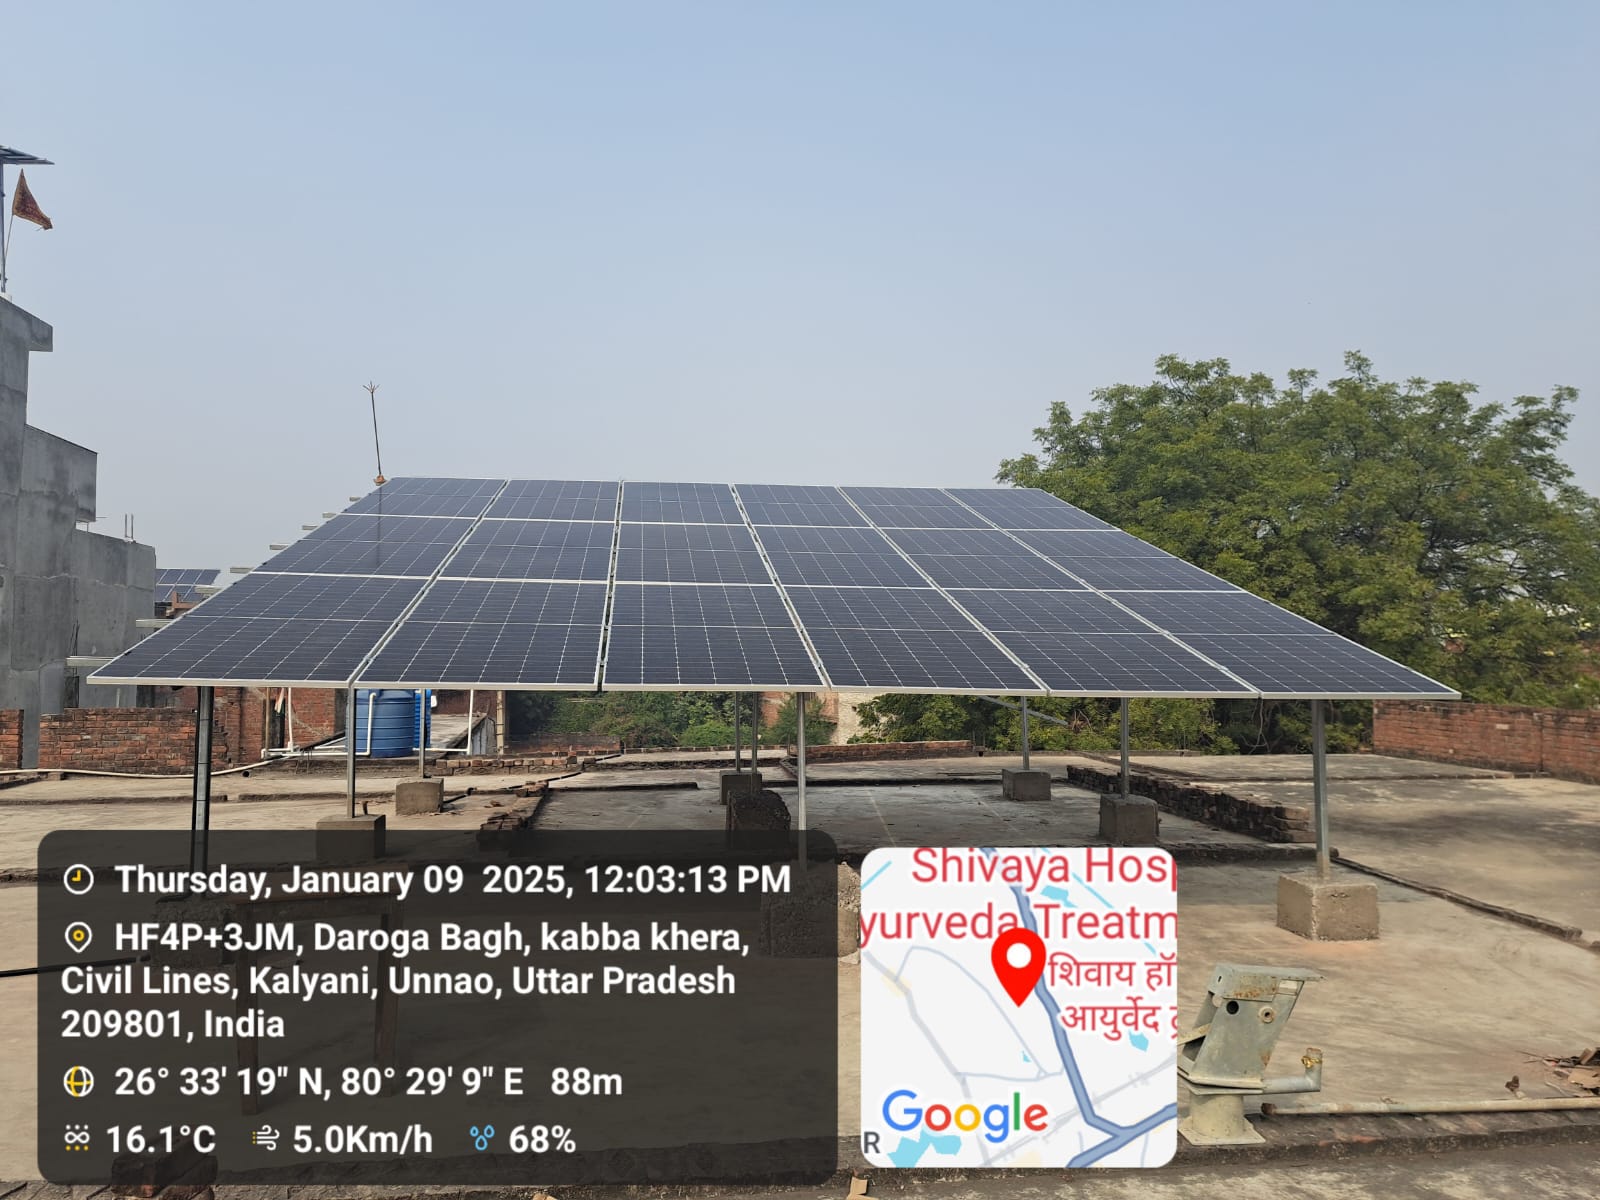 Thursday, January 09 2025, 12:03:13 PM
HF4P+3JM, Daroga Bagh, kabba khera,
Civil Lines, Kalyani, Unnao, Uttar Pradesh
209801, India
26° 33' 19" N, 80° 29' 9" E 88m
16.1°C 5.0Km/h 68%
Shivaya Hosp
yurveda Treatm
शिवाय हॉ
आयुर्वेद ट्र
Google
R